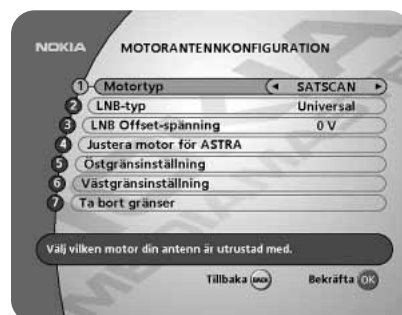 NOKIA MOTORANTENNKONFIGURATION
1 Motortyp SATSCAN
2 LNB-typ Universal
3 LNB Offset-spänning 0 V
4 Justera motor för ASTRA
5 Östgränsinställning
6 Västgränsinställning
7 Ta bort gränser
Välj vilken motor din antenn är utrustad med.
Tillbaka BACK Bekräfta OK